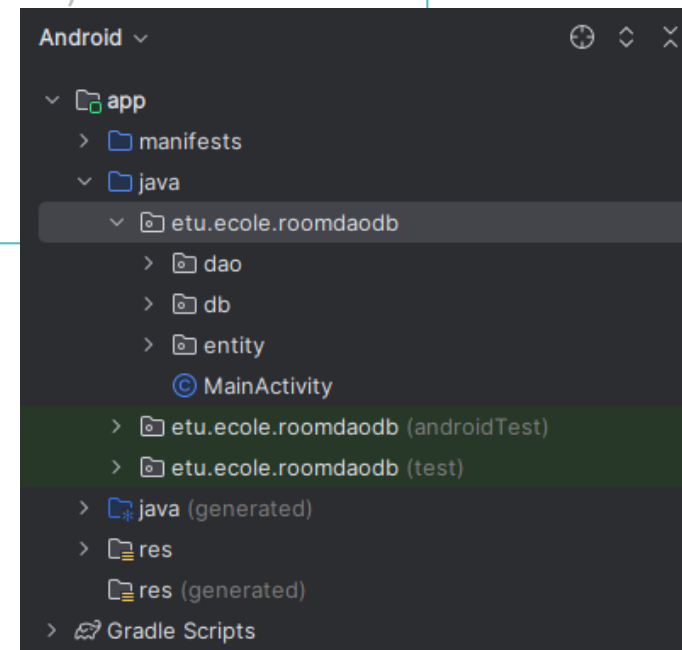 Android
app
manifests
java
etu.ecole.roomdaodb
dao
db
entity
MainActivity
etu.ecole.roomdaodb (androidTest)
etu.ecole.roomdaodb (test)
java (generated)
res
res (generated)
Gradle Scripts